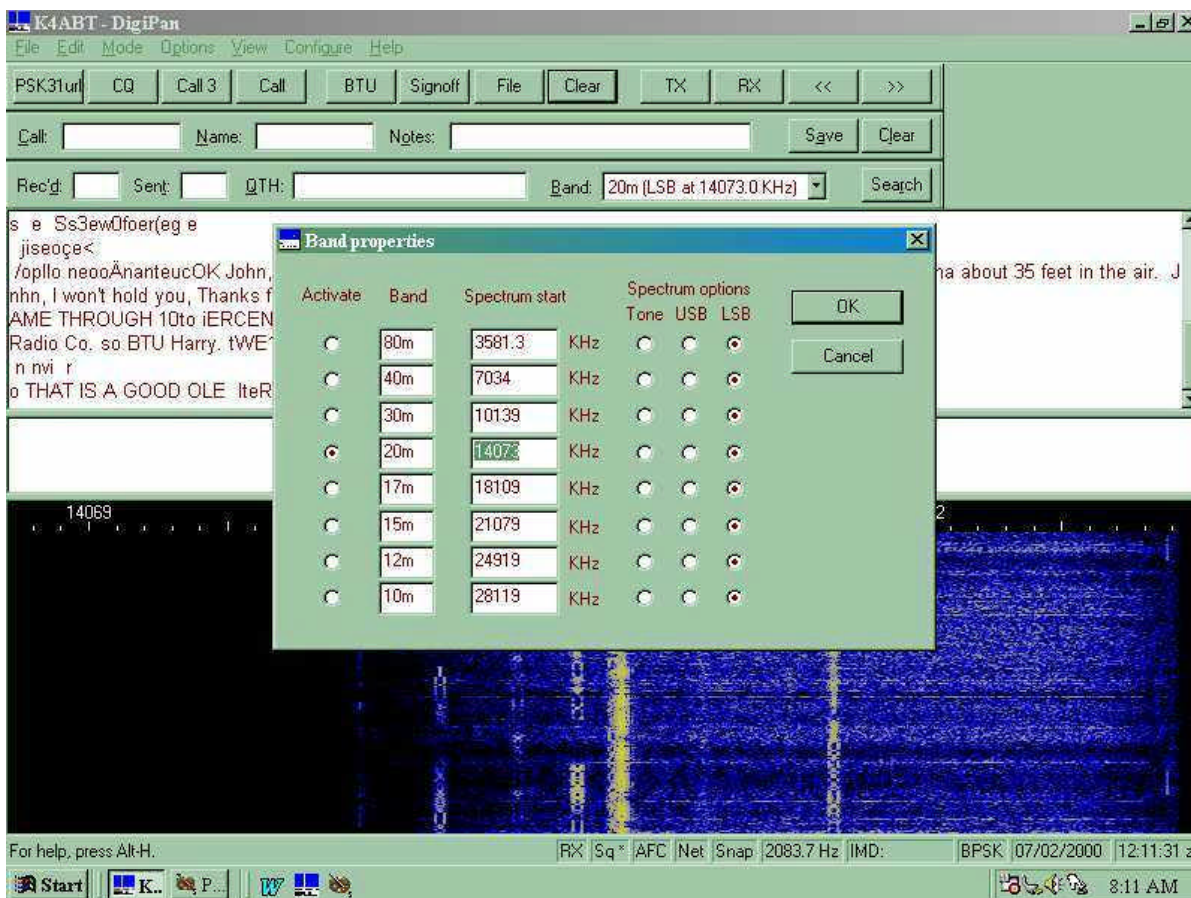 K4ABT - DigiPan
File Edit Mode Options View Configure Help
PSK31url CQ Call 3 Call BTU Signoff File Clear TX RX << >>
Call: Name: Notes: Save Clear
Rec'd: Sent: QTH: Band: 20m (LSB at 14073.0 KHz) Search
s e Ss3ew0foer(eg e
jiseoçe<
/opllo neooÄnanteucOK John, na about 35 feet in the air. J
nhn, I won't hold you, Thanks f
AME THROUGH 10to iERCEN
Radio Co. so BTU Harry. tWE
n nvi r
o THAT IS A GOOD OLE IteR
Band properties
Activate Band Spectrum start Spectrum options
Tone USB LSB
OK
Cancel
80m 3581.3 KHz
40m 7034 KHz
30m 10139 KHz
20m 14073 KHz
17m 18109 KHz
15m 21079 KHz
12m 24919 KHz
10m 28119 KHz
14069 2
For help, press Alt-H. RX Sq* AFC Net Snap 2083.7 Hz IMD: BPSK 07/02/2000 12:11:31 z
Start K.. P... W 8:11 AM